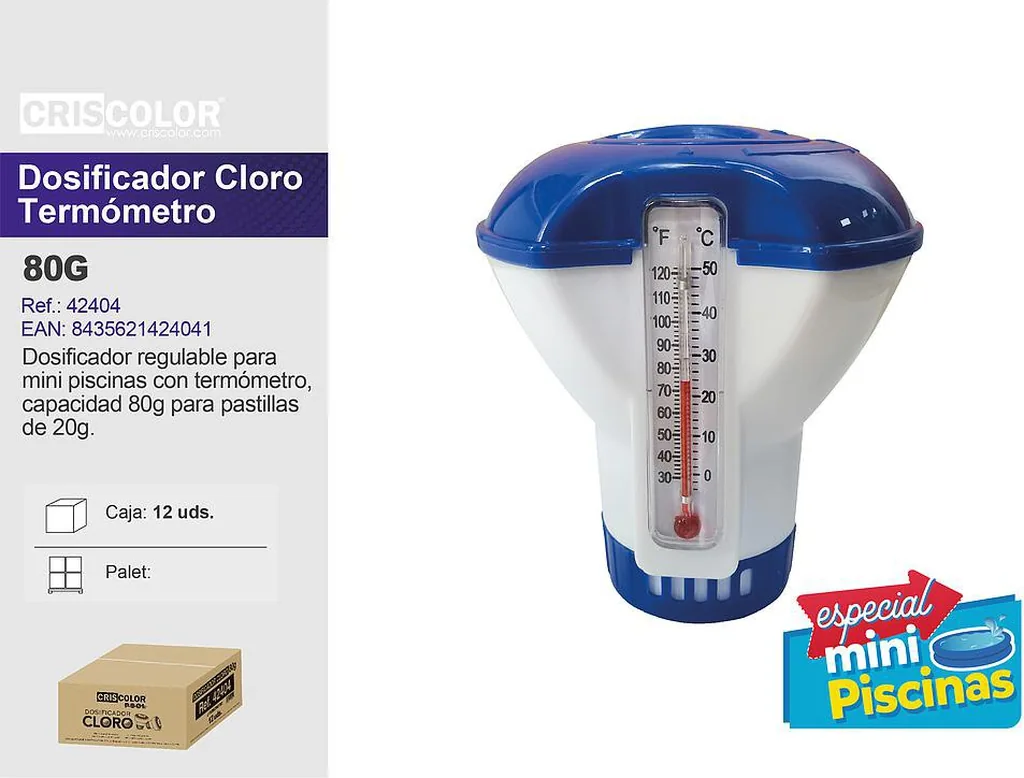 CRISCOLOR
www.criscolor.com
Dosificador Cloro
Termómetro
80G
Ref.: 42404
EAN: 8435621424041
Dosificador regulable para
mini piscinas con termómetro,
capacidad 80g para pastillas
de 20g.
Caja: 12 uds.
Palet:
CRISCOLOR
DOSIFICADOR
CLORO
Ref. 42404
12 uds.
°F °C
120 50
110
40
100
90
30
80
70
20
60
50
10
40
30 0
especial
mini
Piscinas